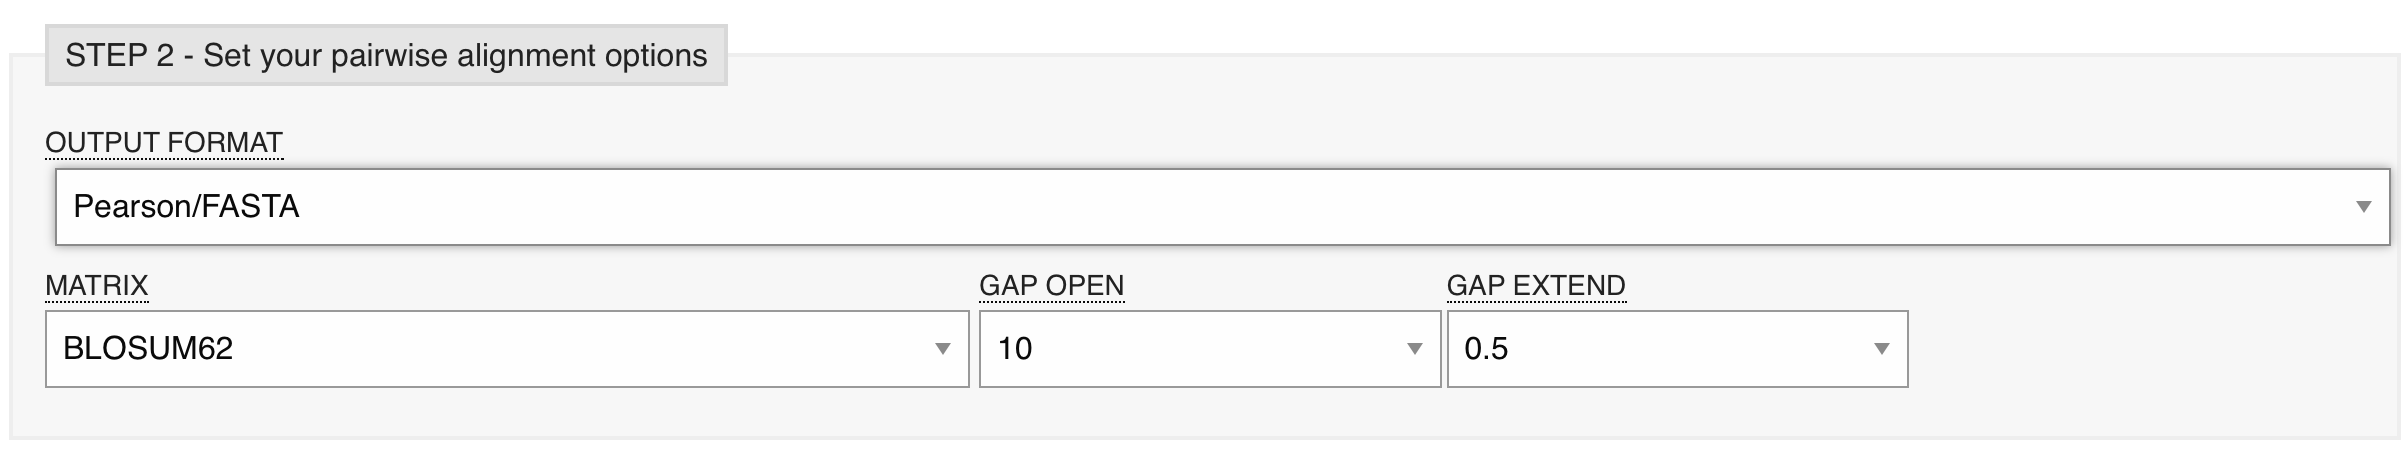 STEP 2 - Set your pairwise alignment options
OUTPUT FORMAT
Pearson/FASTA
MATRIX GAP OPEN GAP EXTEND
BLOSUM62 10 0.5